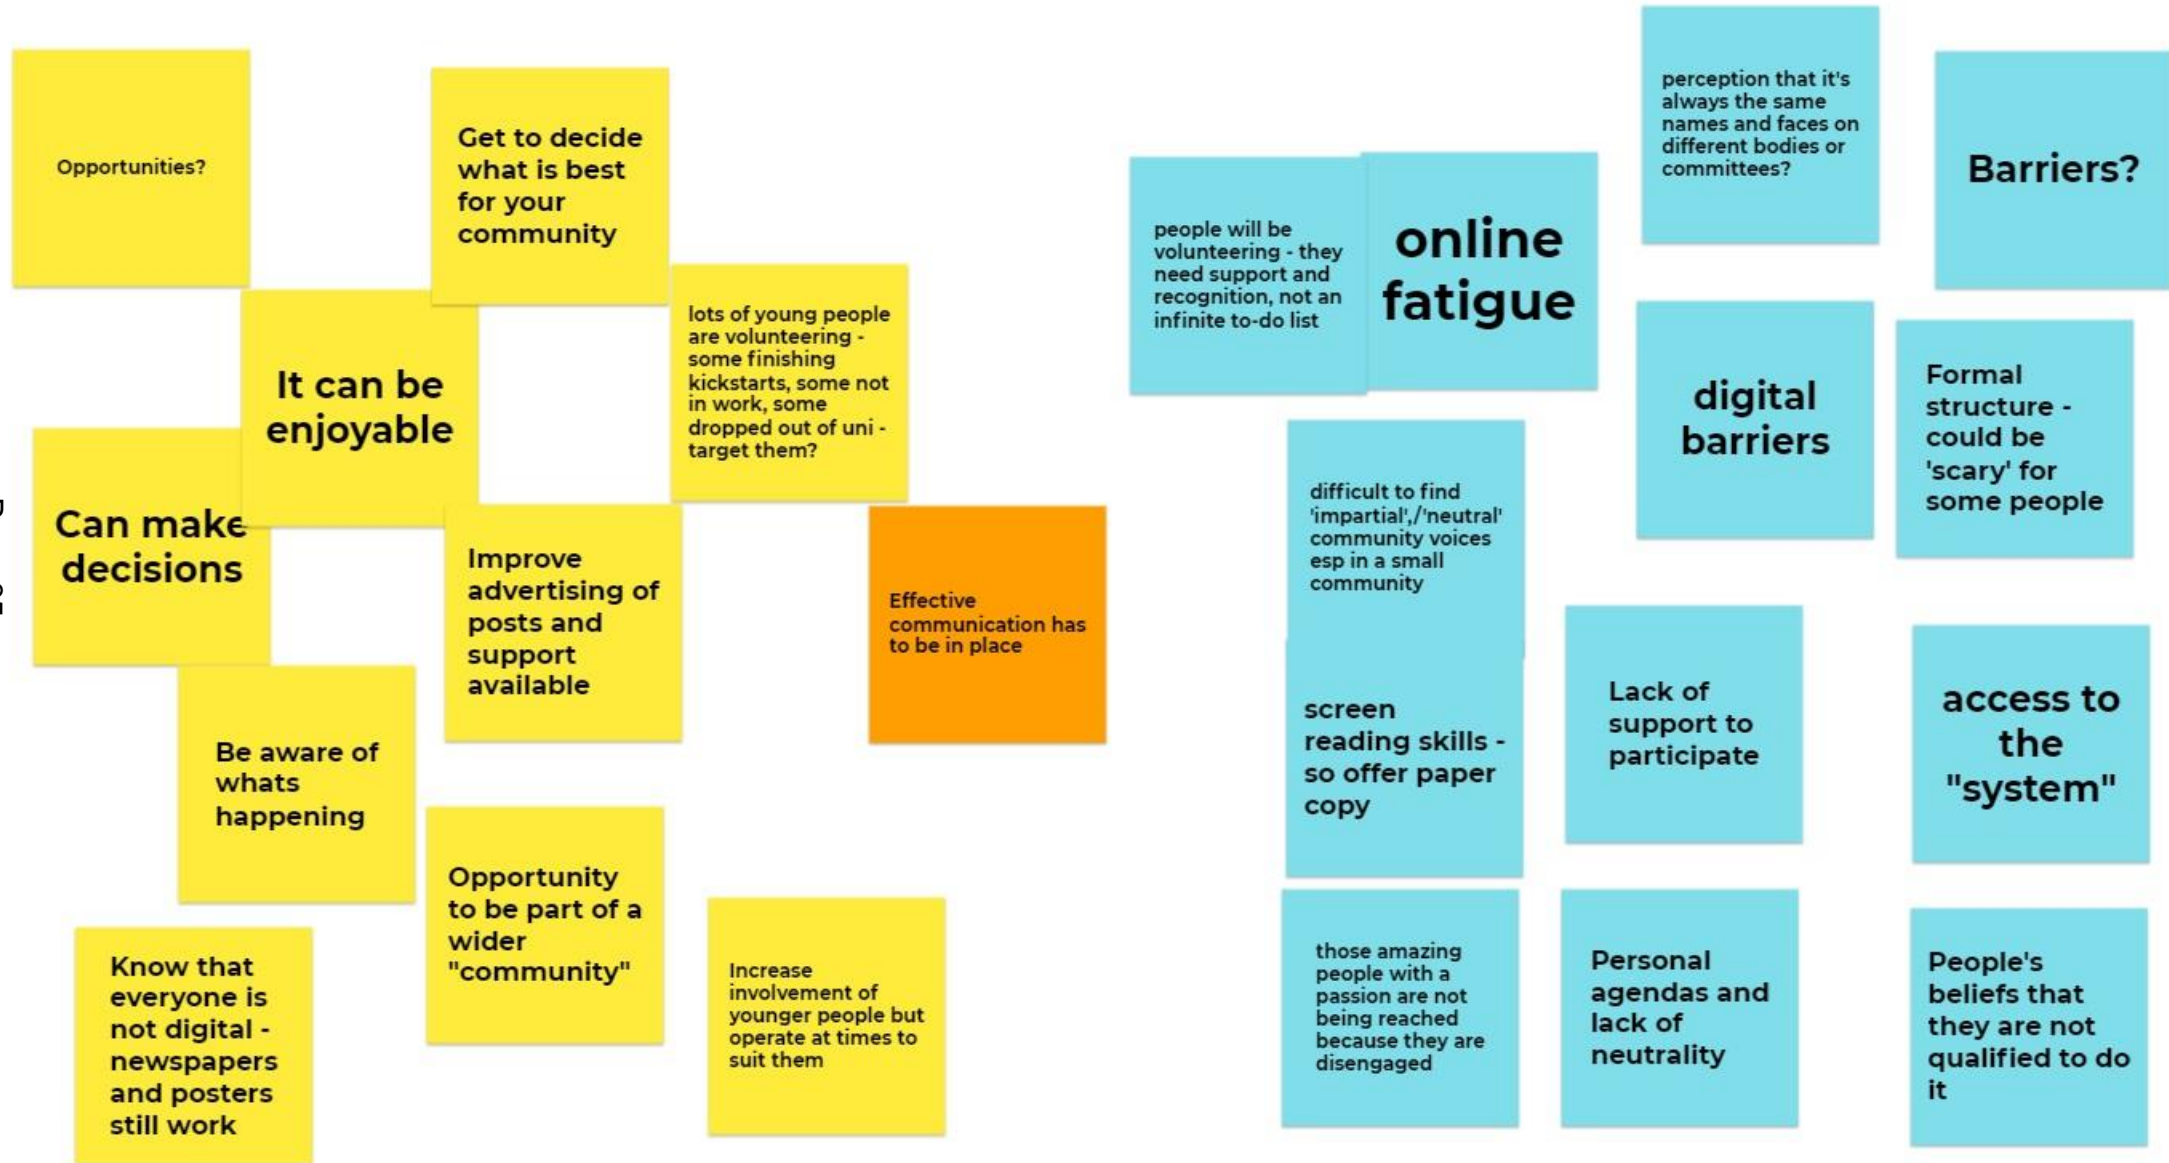 Opportunities?
Get to decide
what is best
for your
community
It can be
enjoyable
lots of young people
are volunteering -
some finishing
kickstarts, some not
in work, some
dropped out of uni -
target them?
Can make
decisions
Improve
advertising of
posts and
support
available
Effective
communication has
to be in place
Be aware of
whats
happening
Opportunity
to be part of a
wider
"community"
Know that
everyone is
not digital -
newspapers
and posters
still work
Increase
involvement of
younger people but
operate at times to
suit them
Barriers?
perception that it's
always the same
names and faces on
different bodies or
committees?
people will be
volunteering - they
need support and
recognition, not an
infinite to-do list
online
fatigue
digital
barriers
Formal
structure -
could be
'scary' for
some people
difficult to find
'impartial',/'neutral'
community voices
esp in a small
community
screen
reading skills -
so offer paper
copy
Lack of
support to
participate
access to
the
"system"
those amazing
people with a
passion are not
being reached
because they are
disengaged
Personal
agendas and
lack of
neutrality
People's
beliefs that
they are not
qualified to do
it